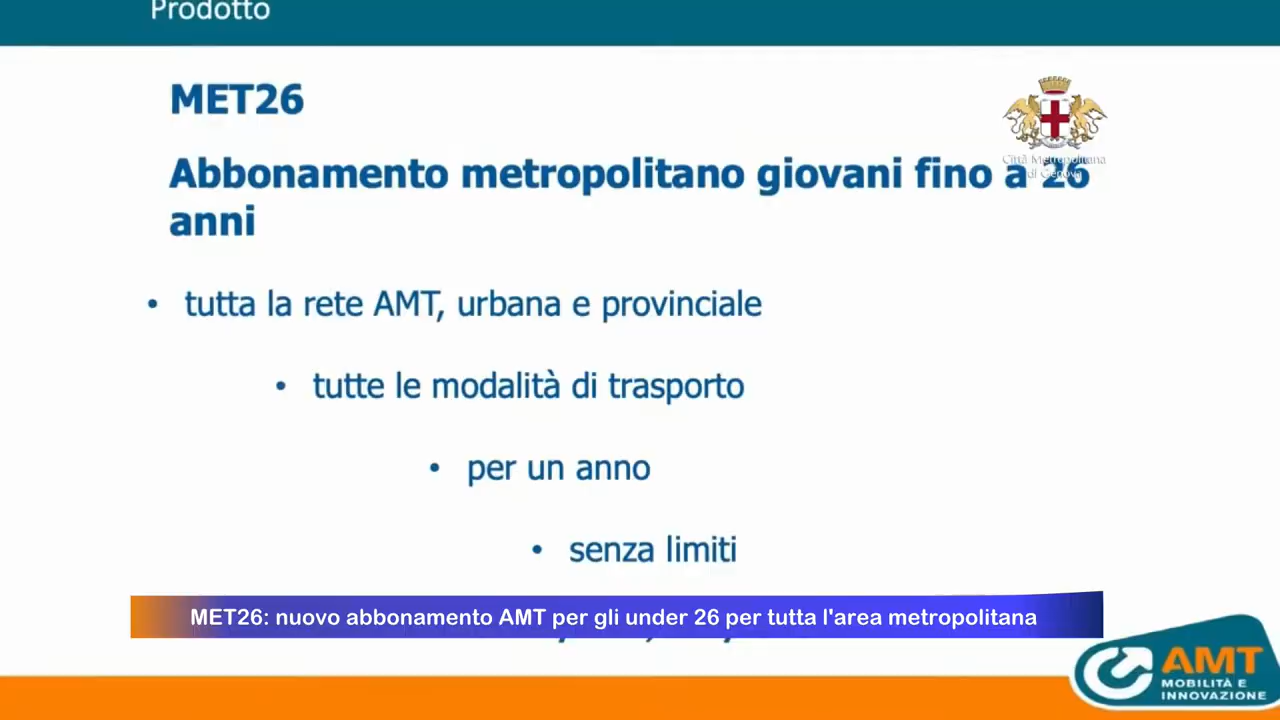 Prodotto
MET26
Abbonamento metropolitano giovani fino a 26
anni
Città Metropolitana
di Genova
• tutta la rete AMT, urbana e provinciale
• tutte le modalità di trasporto
• per un anno
• senza limiti
MET26: nuovo abbonamento AMT per gli under 26 per tutta l'area metropolitana
AMT
MOBILITÀ E
INNOVAZIONE